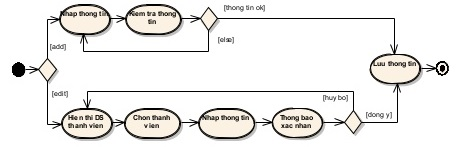 [thong tin ok]
Nhap thong tin
Kiem tra thong
tin
[else]
[add]
Luu thong tin
[edit]
[huy bo]
[dong y]
Hien thi DS
thanh vien
Chon thanh
vien
Nhap thong tin
Thong bao
xac nhan